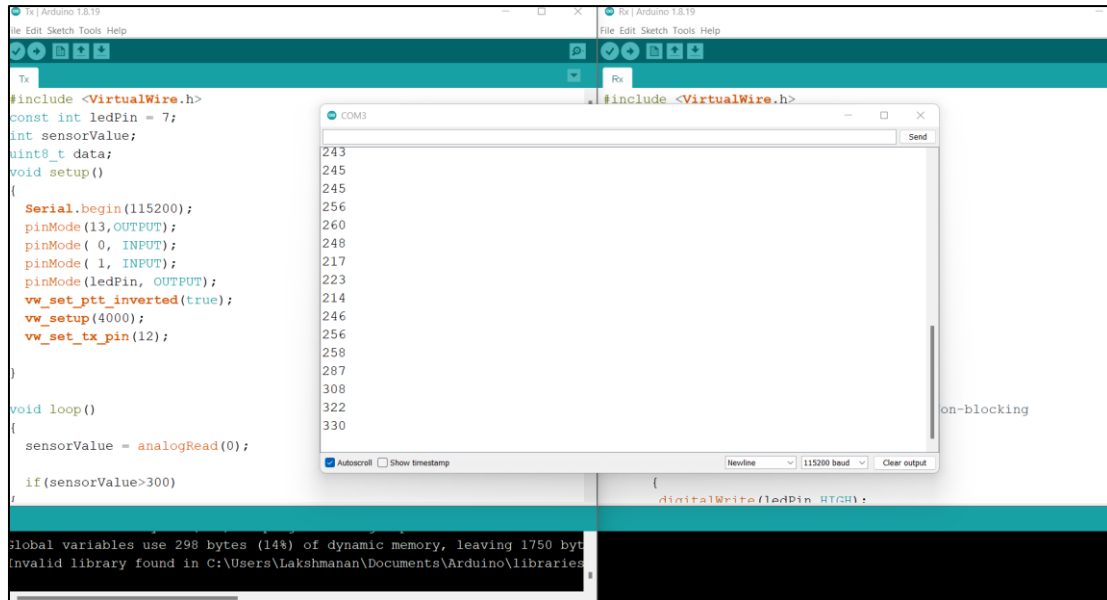 Tx | Arduino 1.8.19
ile Edit Sketch Tools Help
Tx
#include <VirtualWire.h>
const int ledPin = 7;
int sensorValue;
uint8_t data;
void setup()
{
Serial.begin(115200);
pinMode(13,OUTPUT);
pinMode( 0, INPUT);
pinMode( 1, INPUT);
pinMode(ledPin, OUTPUT);
vw_set_ptt_inverted(true);
vw_setup(4000);
vw_set_tx_pin(12);
}
void loop()
{
sensorValue = analogRead(0);
if(sensorValue>300)
{
Global variables use 298 bytes (14%) of dynamic memory, leaving 1750 byt
Invalid library found in C:\Users\Lakshmanan\Documents\Arduino\libraries
Rx | Arduino 1.8.19
File Edit Sketch Tools Help
Rx
#include <VirtualWire.h>
on-blocking
{
digitalWrite(ledPin,HIGH);
COM3
Send
243
245
245
256
260
248
217
223
214
246
256
258
287
308
322
330
Autoscroll Show timestamp
Newline
115200 baud
Clear output